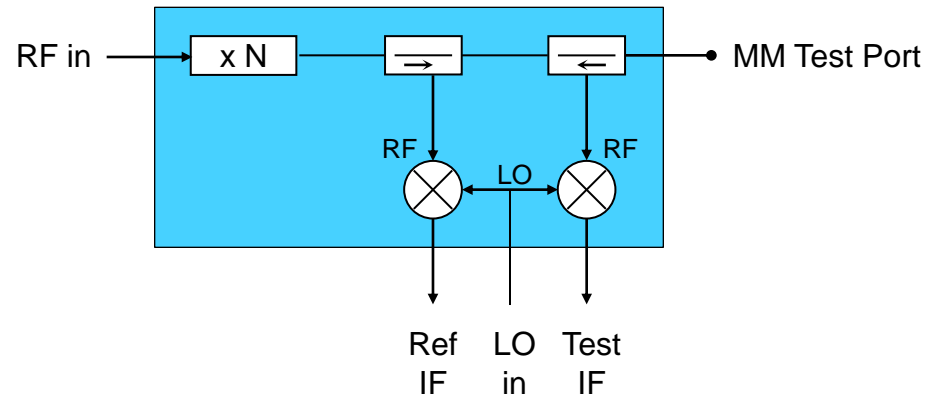 RF in
x N
MM Test Port
RF
LO
RF
Ref
IF
LO
in
Test
IF